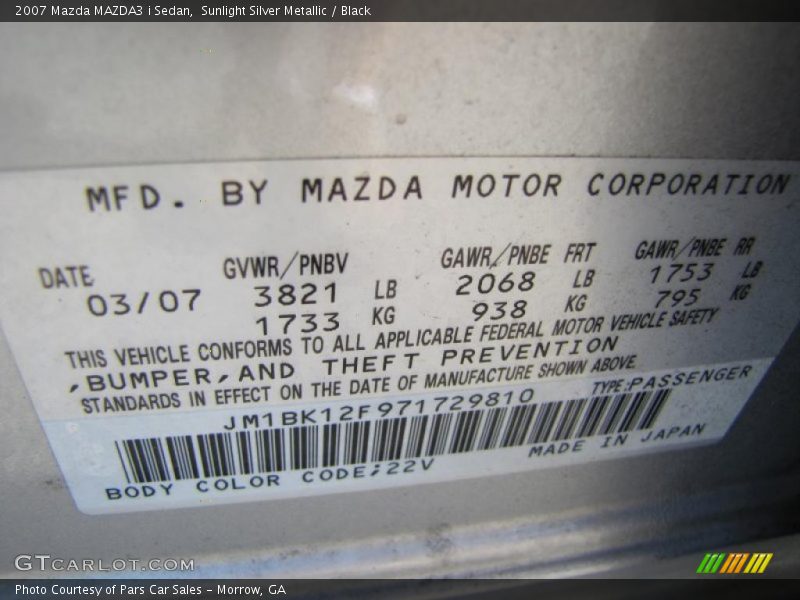 2007 Mazda MAZDA3 i Sedan, Sunlight Silver Metallic / Black
MFD. BY MAZDA MOTOR CORPORATION
DATE GVWR/PNBV GAWR/PNBE FRT GAWR/PNBE RR
03/07 3821 LB 2068 LB 1753 LB
1733 KG 938 KG 795 KG
THIS VEHICLE CONFORMS TO ALL APPLICABLE FEDERAL MOTOR VEHICLE SAFETY
,BUMPER,AND THEFT PREVENTION
STANDARDS IN EFFECT ON THE DATE OF MANUFACTURE SHOWN ABOVE
JM1BK12F971729810 TYPE:PASSENGER
BODY COLOR CODE;22V MADE IN JAPAN
GTCARLOT.COM
Photo Courtesy of Pars Car Sales - Morrow, GA